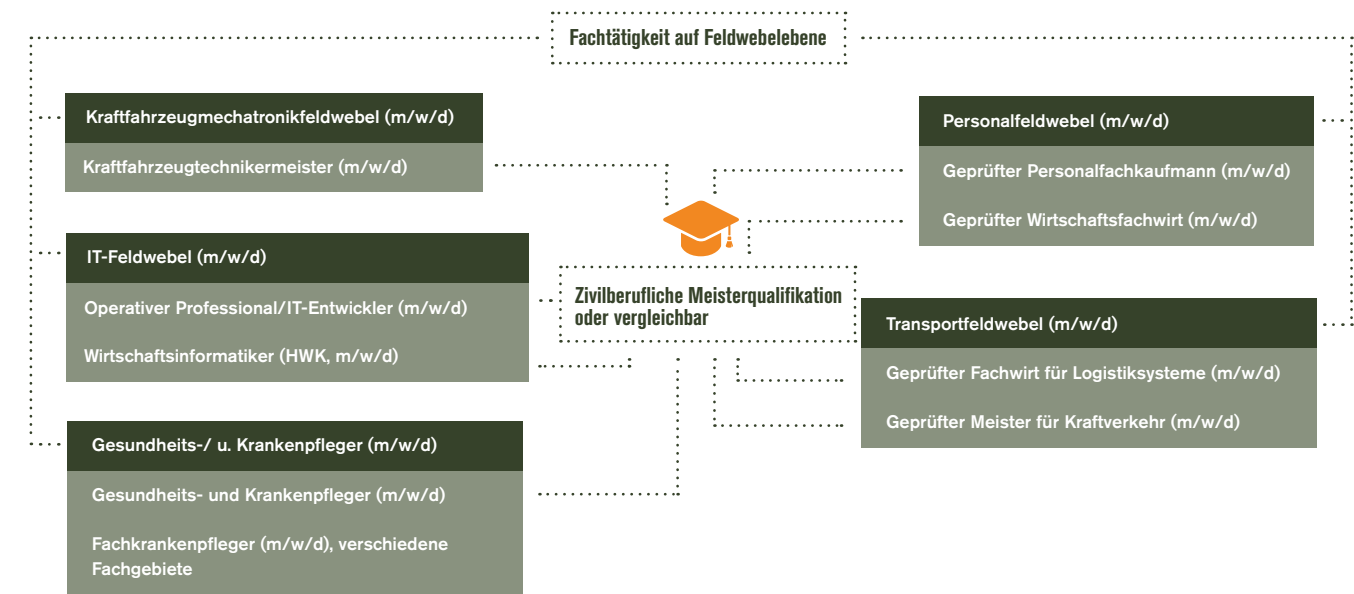 Fachtätigkeit auf Feldwebelebene
Kraftfahrzeugmechatronikfeldwebel (m/w/d)
Kraftfahrzeugtechnikermeister (m/w/d)
IT-Feldwebel (m/w/d)
Operativer Professional/IT-Entwickler (m/w/d)
Wirtschaftsinformatiker (HWK, m/w/d)
Gesundheits-/ u. Krankenpfleger (m/w/d)
Gesundheits- und Krankenpfleger (m/w/d)
Fachkrankenpfleger (m/w/d), verschiedene
Fachgebiete
Zivilberufliche Meisterqualifikation
oder vergleichbar
Personalfeldwebel (m/w/d)
Geprüfter Personalfachkaufmann (m/w/d)
Geprüfter Wirtschaftsfachwirt (m/w/d)
Transportfeldwebel (m/w/d)
Geprüfter Fachwirt für Logistiksysteme (m/w/d)
Geprüfter Meister für Kraftverkehr (m/w/d)